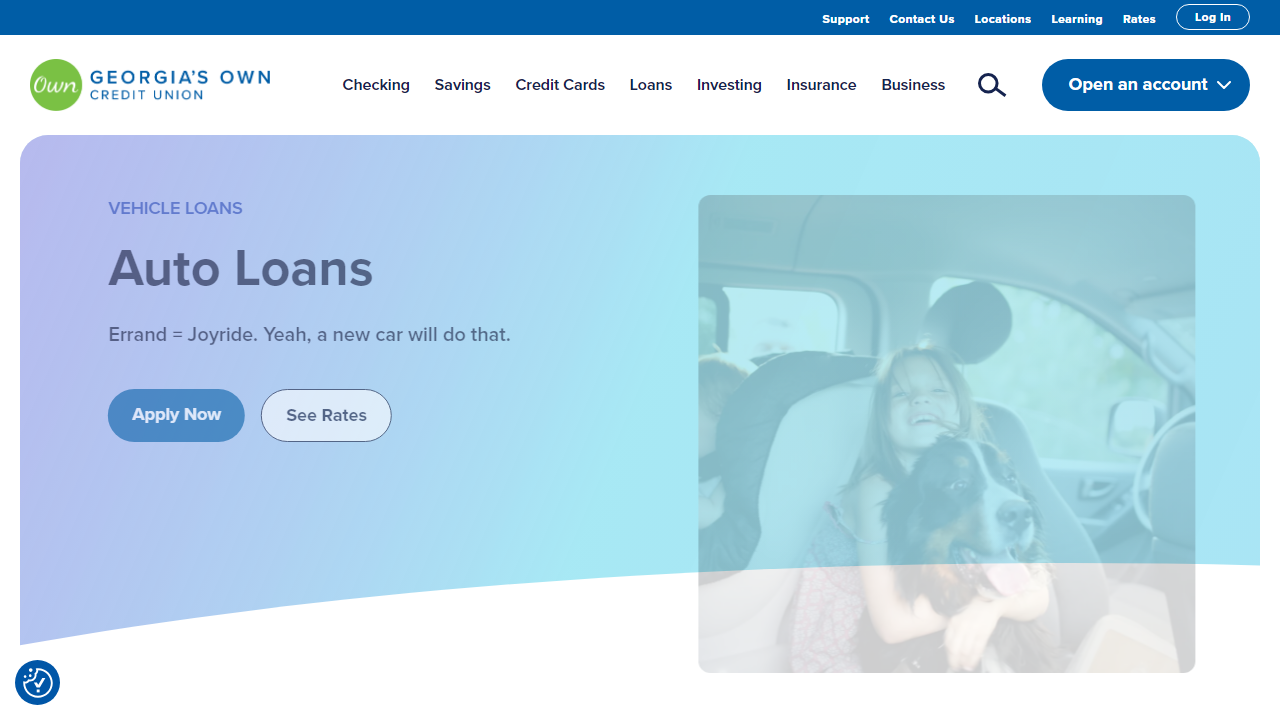 Support Contact Us Locations Learning Rates Log In
Own GEORGIA'S OWN
CREDIT UNION
Checking Savings Credit Cards Loans Investing Insurance Business Open an account
VEHICLE LOANS
Auto Loans
Errand = Joyride. Yeah, a new car will do that.
Apply Now See Rates